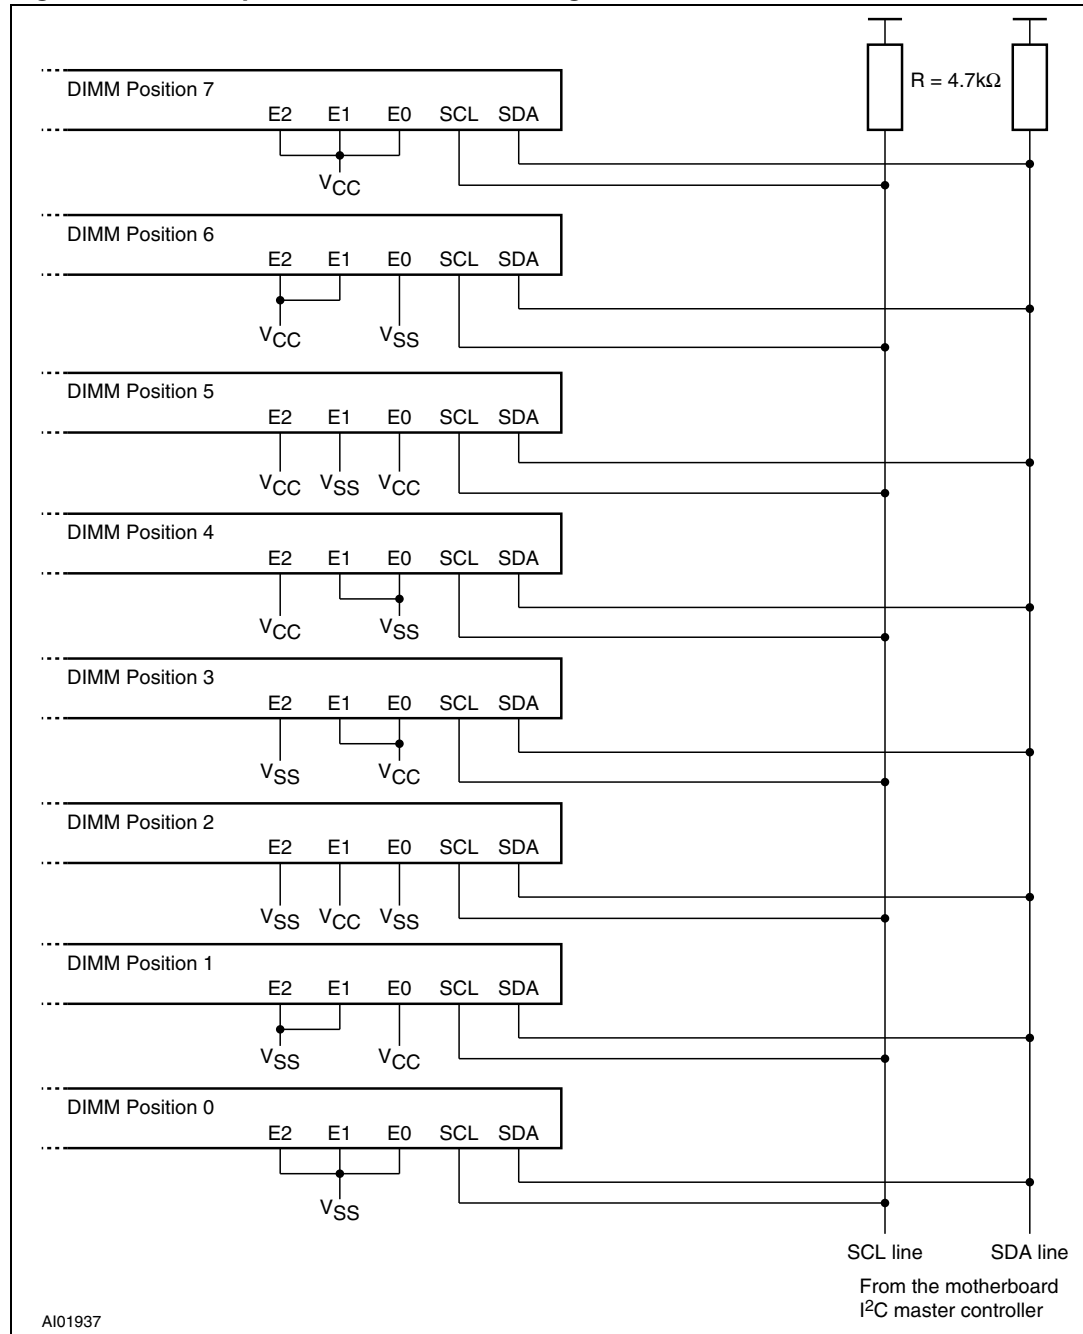 R = 4.7kΩ
DIMM Position 7
E2 E1 E0 SCL SDA
VCC
DIMM Position 6
E2 E1 E0 SCL SDA
VCC VSS
DIMM Position 5
E2 E1 E0 SCL SDA
VCC VSS VCC
DIMM Position 4
E2 E1 E0 SCL SDA
VCC VSS
DIMM Position 3
E2 E1 E0 SCL SDA
VSS VCC
DIMM Position 2
E2 E1 E0 SCL SDA
VSS VCC VSS
DIMM Position 1
E2 E1 E0 SCL SDA
VSS VCC
DIMM Position 0
E2 E1 E0 SCL SDA
VSS
SCL line SDA line
From the motherboard
I2C master controller
AI01937